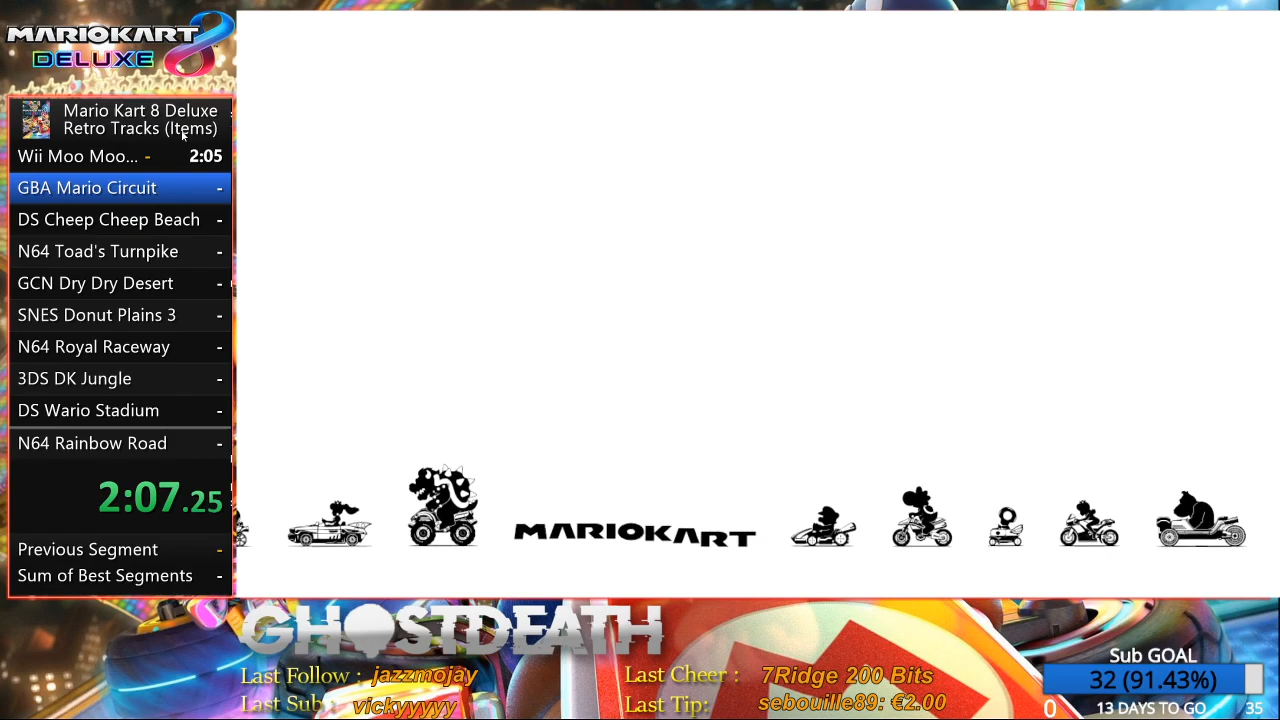 MARIOKART 8
DELUXE
Mario Kart 8 Deluxe
Retro Tracks (Items)
Wii Moo Moo... - 2:05
GBA Mario Circuit -
DS Cheep Cheep Beach -
N64 Toad's Turnpike -
GCN Dry Dry Desert -
SNES Donut Plains 3 -
N64 Royal Raceway -
3DS DK Jungle -
DS Wario Stadium -
N64 Rainbow Road -
2:07.25
Previous Segment -
Sum of Best Segments -
MARIOKART
GHOSTDEATH
Last Follow : jazzmojay
Last Sub : vickyyyyy
Last Cheer : 7Ridge 200 Bits
Last Tip: sebouille89: €2.00
Sub GOAL
32 (91.43%)
0 13 DAYS TO GO 35